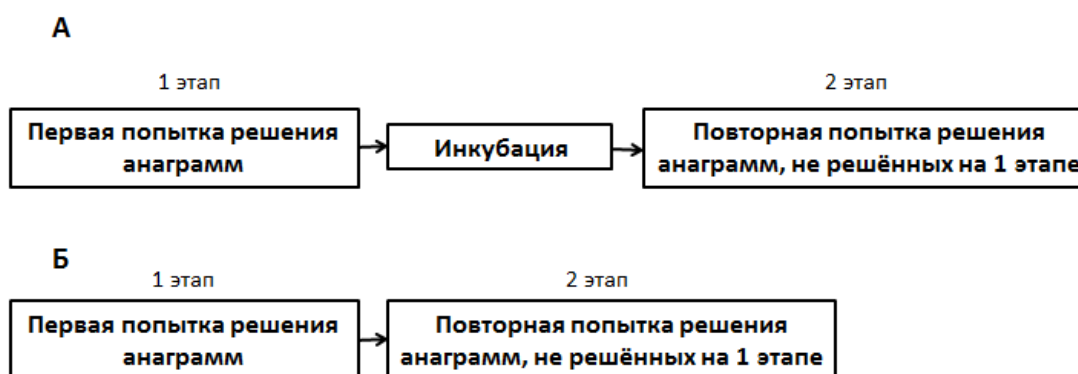 А
1 этап
2 этап
Первая попытка решения
анаграмм
Инкубация
Повторная попытка решения
анаграмм, не решённых на 1 этапе
Б
1 этап
2 этап
Первая попытка решения
анаграмм
Повторная попытка решения
анаграмм, не решённых на 1 этапе